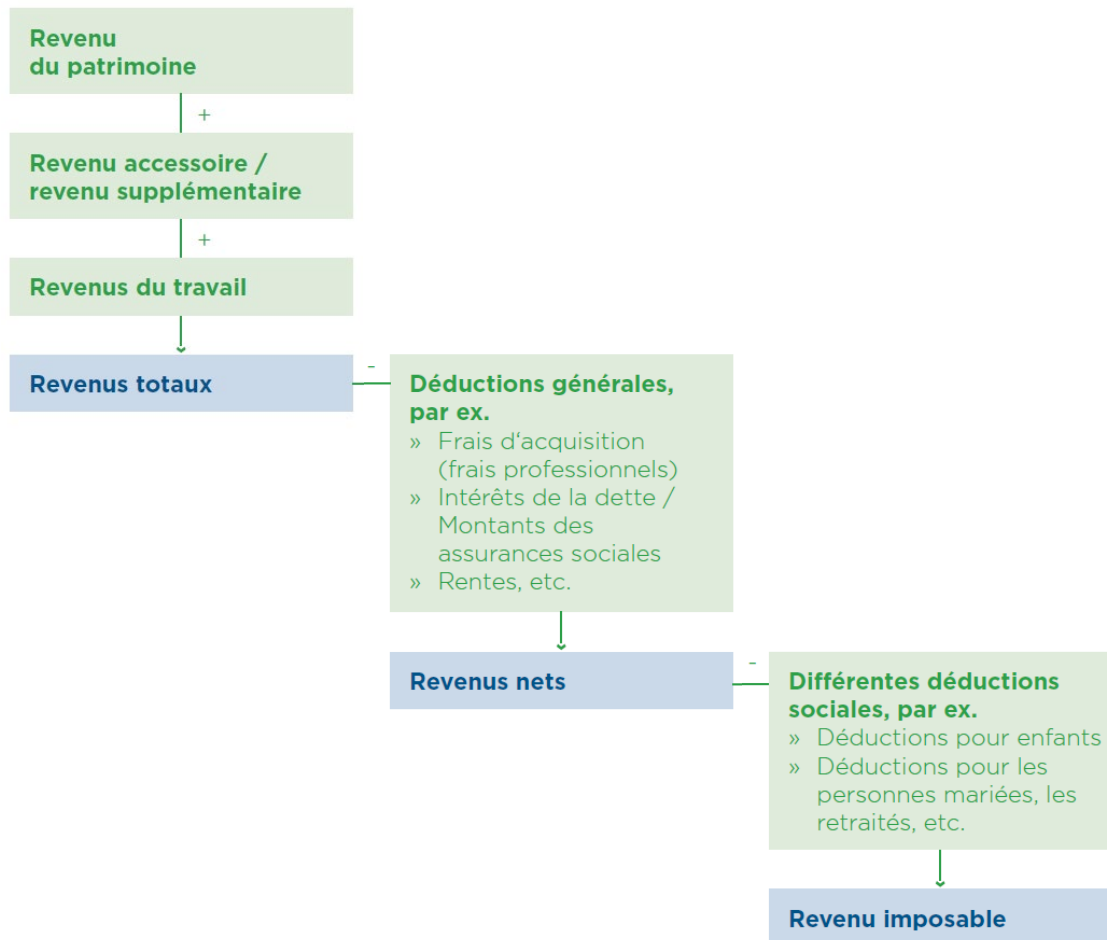 Revenu
du patrimoine
+
Revenu accessoire /
revenu supplémentaire
+
Revenus du travail
Revenus totaux
-
Déductions générales,
par ex.
» Frais d‘acquisition
(frais professionnels)
» Intérêts de la dette /
Montants des
assurances sociales
» Rentes, etc.
Revenus nets
-
Différentes déductions
sociales, par ex.
» Déductions pour enfants
» Déductions pour les
personnes mariées, les
retraités, etc.
Revenu imposable